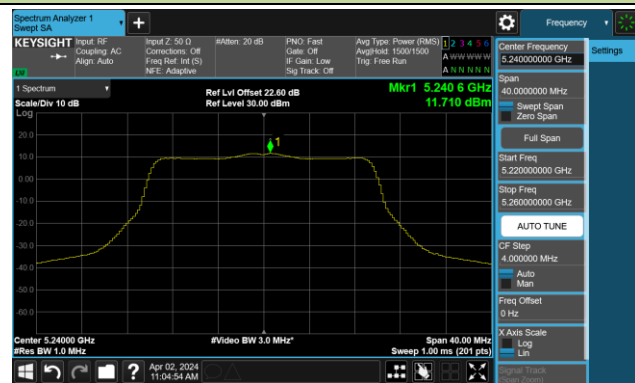 Spectrum Analyzer 1
Swept SA
Frequency
KEYSIGHT
Input: RF
Coupling: AC
Align: Auto
Input Z: 50 Ω
Corrections: Off
Freq Ref: Int (S)
NFE: Adaptive
#Atten: 20 dB
PNO: Fast
Gate: Off
IF Gain: Low
Sig Track: Off
Avg Type: Power (RMS)
Avg|Hold: 1500/1500
Trig: Free Run
1 2 3 4 5 6
A W W W W W
A N N N N N
1 Spectrum
Scale/Div 10 dB
Log
Ref Lvl Offset 22.60 dB
Ref Level 30.00 dBm
Mkr1 5.240 6 GHz
11.710 dBm
1
20.0
10.0
0.00
-10.0
-20.0
-30.0
-40.0
-50.0
-60.0
Center 5.24000 GHz
#Res BW 1.0 MHz
#Video BW 3.0 MHz*
Span 40.00 MHz
Sweep 1.00 ms (201 pts)
Apr 02, 2024
11:04:54 AM
Center Frequency
5.240000000 GHz
Settings
Span
40.0000000 MHz
Swept Span
Zero Span
Full Span
Start Freq
5.220000000 GHz
Stop Freq
5.260000000 GHz
AUTO TUNE
CF Step
4.000000 MHz
Auto
Man
Freq Offset
0 Hz
X Axis Scale
Log
Lin
Signal Track
(Span Zoom)